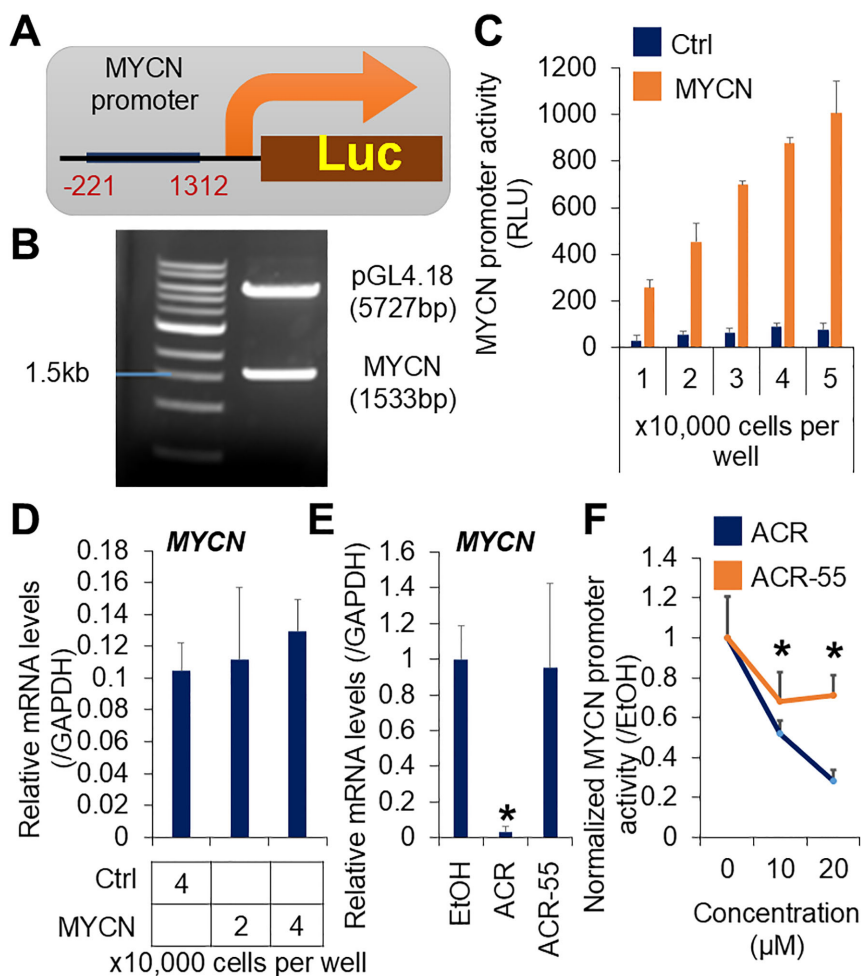 A
MYCN
promoter
Luc
-221
1312
B
1.5kb
pGL4.18
(5727bp)
MYCN
(1533bp)
C
Ctrl
MYCN
MYCN promoter activity
(RLU)
1200
1000
800
600
400
200
0
1 2 3 4 5
x10,000 cells per
well
D
MYCN
Relative mRNA levels
(/GAPDH)
0.18
0.16
0.14
0.12
0.1
0.08
0.06
0.04
0.02
0
Ctrl 4
MYCN 2 4
x10,000 cells per well
E
MYCN
Relative mRNA levels (/GAPDH)
1.6
1.4
1.2
1
0.8
0.6
0.4
0.2
0
*
EtOH
ACR
ACR-55
F
ACR
ACR-55
Normalized MYCN promoter
activity (/EtOH)
1.4
1.2
1
0.8
0.6
0.4
0.2
0
* *
0 10 20
Concentration
(µM)